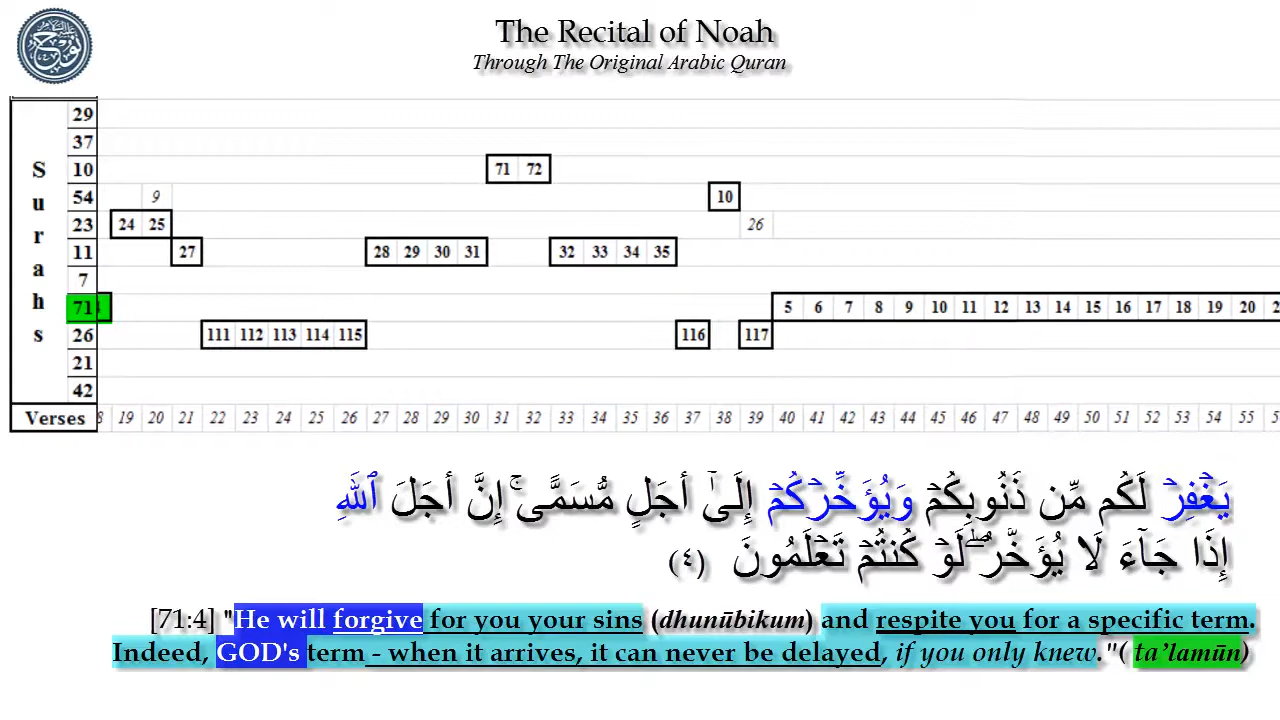 نوح
The Recital of Noah
Through The Original Arabic Quran
Surahs
29
37
10 71 72
54 9 10
23 24 25 26
11 27 28 29 30 31 32 33 34 35
7
71 5 6 7 8 9 10 11 12 13 14 15 16 17 18 19 20
26 111 112 113 114 115 116 117
21
42
Verses 19 20 21 22 23 24 25 26 27 28 29 30 31 32 33 34 35 36 37 38 39 40 41 42 43 44 45 46 47 48 49 50 51 52 53 54 55
يَغْفِرْ لَكُم مِّن ذُنُوبِكُمْ وَيُؤَخِّرْكُمْ إِلَىٰٓ أَجَلٍ مُّسَمًّى ۚ إِنَّ أَجَلَ ٱللَّهِ
إِذَا جَآءَ لَا يُؤَخَّرُ ۖ لَوْ كُنتُمْ تَعْلَمُونَ (٤)
[71:4] "He will forgive for you your sins (dhunūbikum) and respite you for a specific term.
Indeed, GOD's term - when it arrives, it can never be delayed, if you only knew."( ta’lamūn)